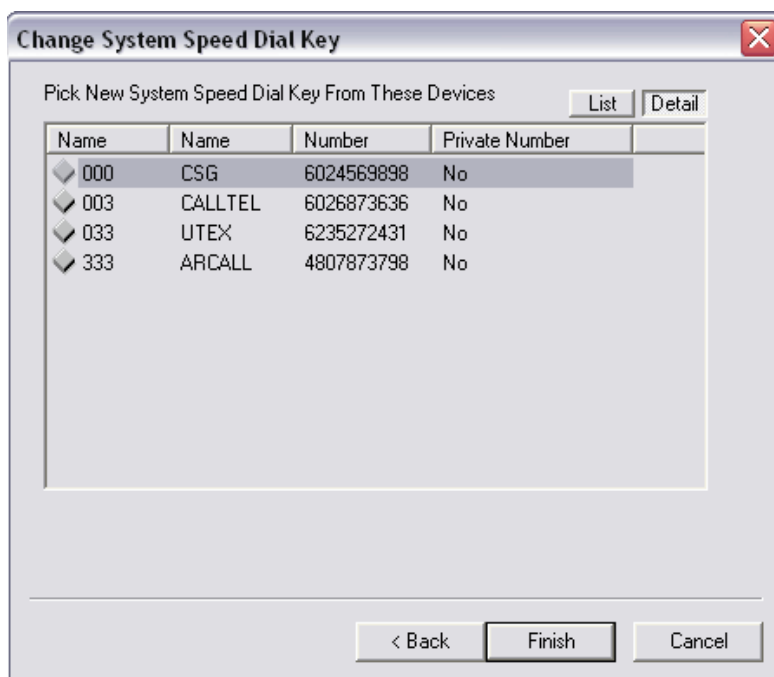 Change System Speed Dial Key
Pick New System Speed Dial Key From These Devices List Detail
Name Name Number Private Number
000 CSG 6024569898 No
003 CALLTEL 6026873636 No
033 UTEX 6235272431 No
333 ARCALL 4807873798 No
< Back Finish Cancel